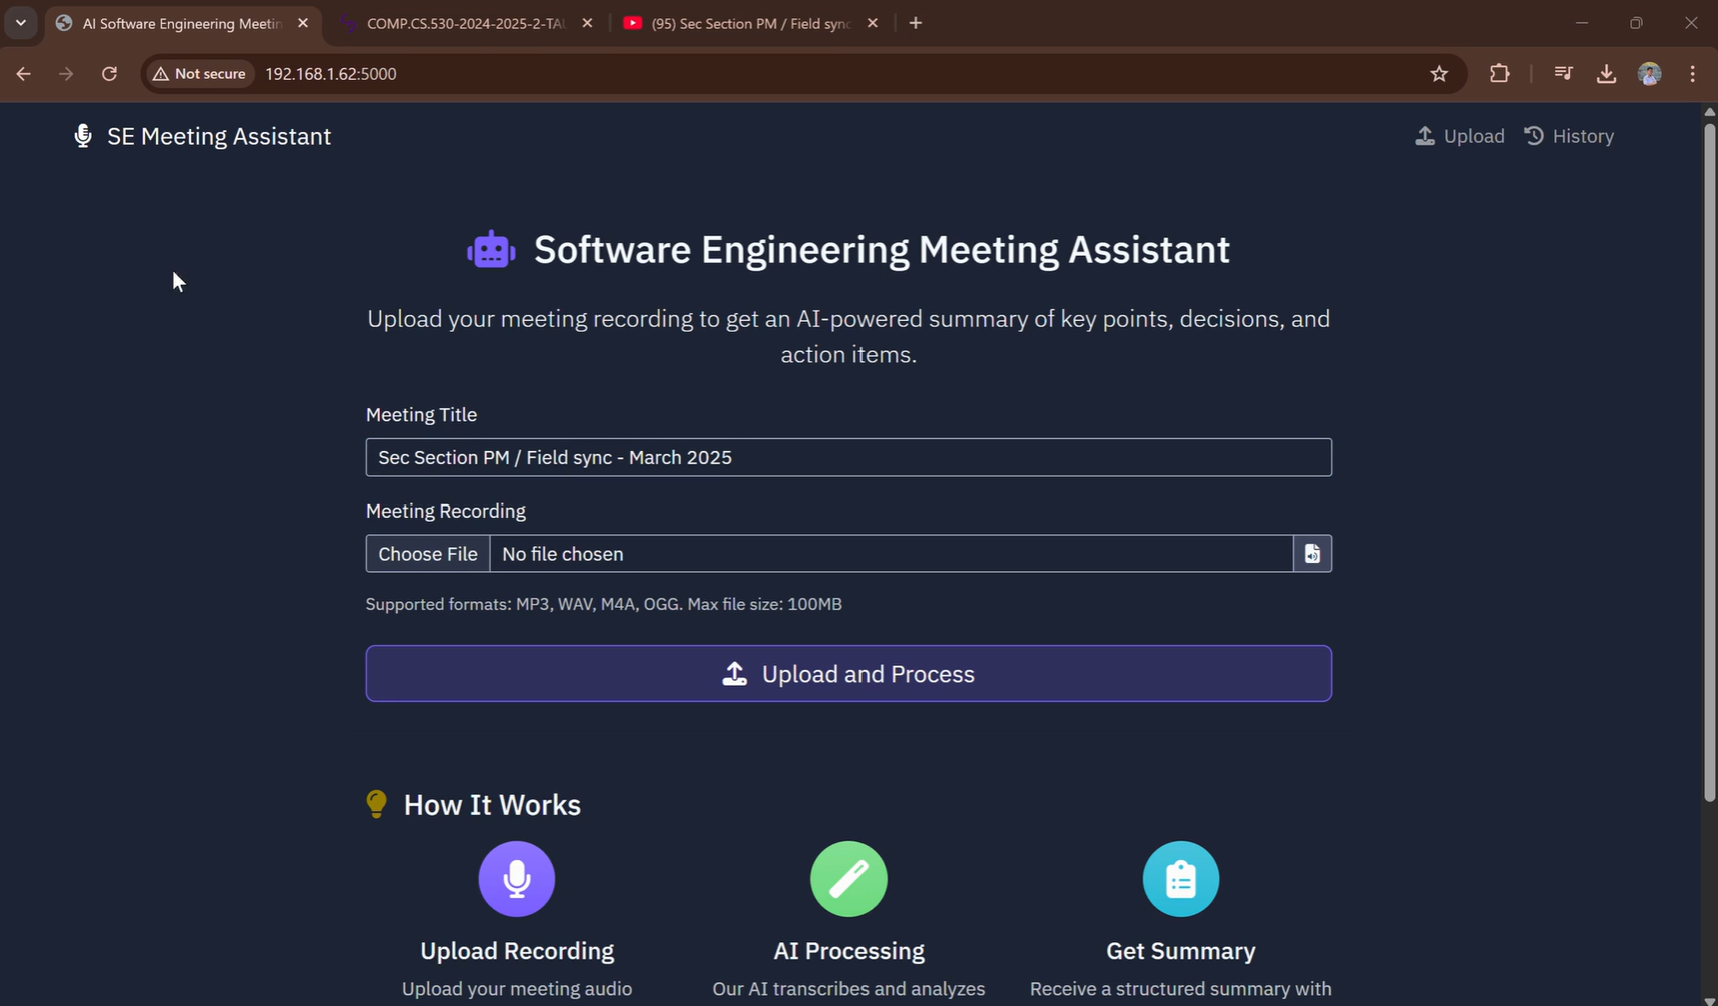 AI Software Engineering Meetin
COMP.CS.530-2024-2025-2-TAU
(95) Sec Section PM / Field sync
Not secure
192.168.1.62:5000
SE Meeting Assistant
Upload
History
Software Engineering Meeting Assistant
Upload your meeting recording to get an AI-powered summary of key points, decisions, and
action items.
Meeting Title
Sec Section PM / Field sync - March 2025
Meeting Recording
Choose File
No file chosen
Supported formats: MP3, WAV, M4A, OGG. Max file size: 100MB
Upload and Process
How It Works
Upload Recording
AI Processing
Get Summary
Upload your meeting audio
Our AI transcribes and analyzes
Receive a structured summary with